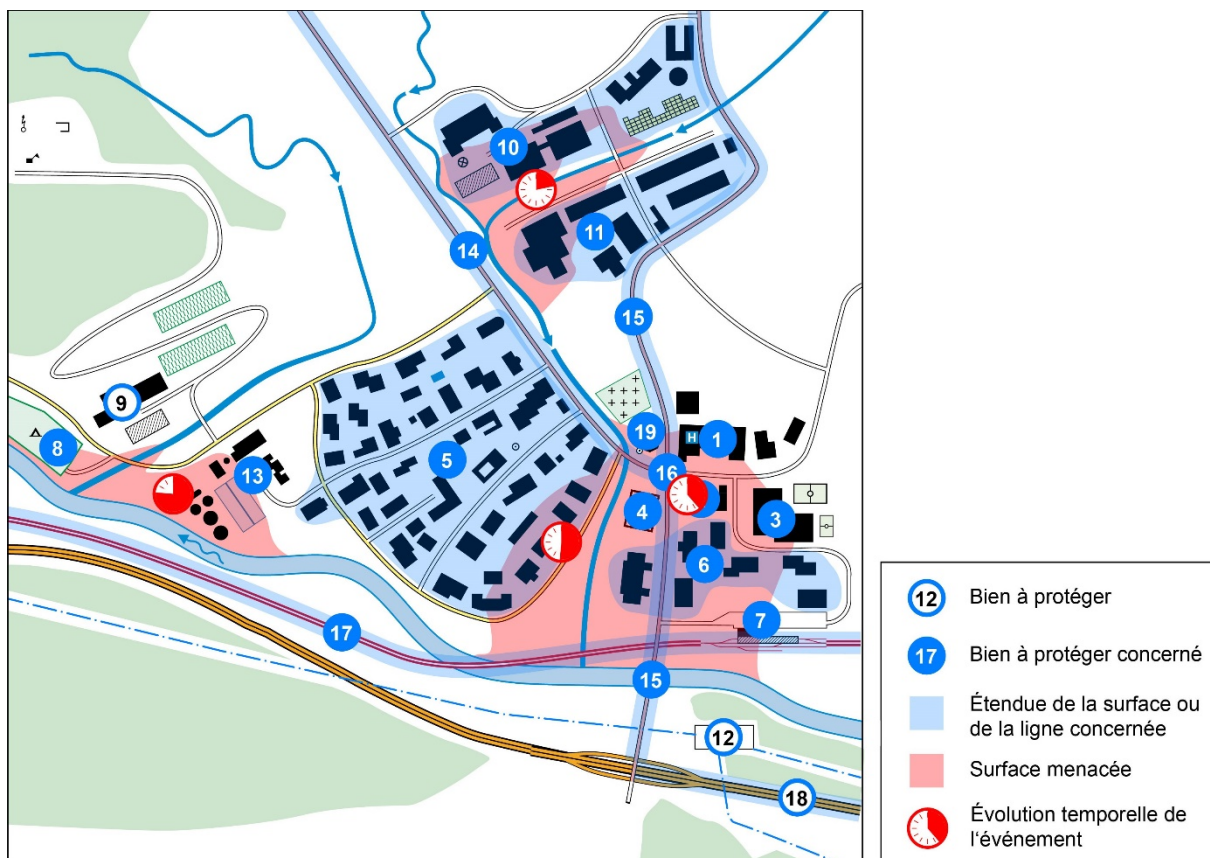 10
11
14
15
9
8
13
5
19
H
1
16
4
3
6
7
17
15
12
18
12 Bien à protéger
17 Bien à protéger concerné
Étendue de la surface ou
de la ligne concernée
Surface menacée
Évolution temporelle de
l'événement